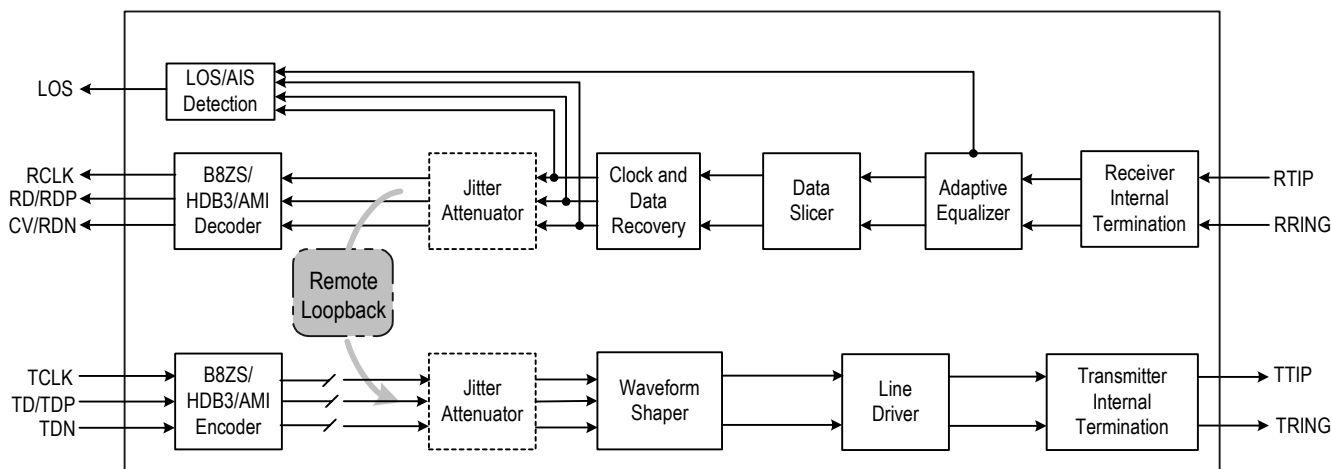 LOS
LOS/AIS
Detection
RCLK
RD/RDP
CV/RDN
B8ZS/
HDB3/AMI
Decoder
Jitter
Attenuator
Clock and
Data
Recovery
Data
Slicer
Adaptive
Equalizer
Receiver
Internal
Termination
RTIP
RRING
Remote
Loopback
TCLK
TD/TDP
TDN
B8ZS/
HDB3/AMI
Encoder
Jitter
Attenuator
Waveform
Shaper
Line
Driver
Transmitter
Internal
Termination
TTIP
TRING